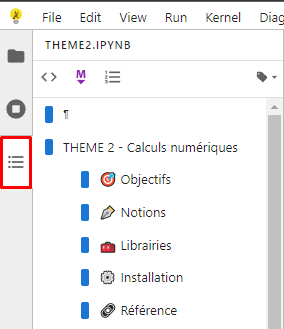 File Edit View Run Kernel Diag
THEME2.IPYNB
M
¶
THEME 2 - Calculs numériques
Objectifs
Notions
Librairies
Installation
Référence